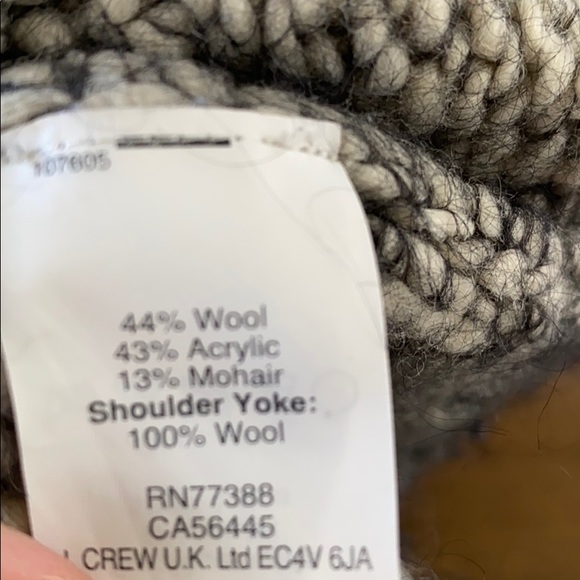 107605
44% Wool
43% Acrylic
13% Mohair
Shoulder Yoke:
100% Wool
RN77388
CA56445
CREW U.K. Ltd EC4V 6JA